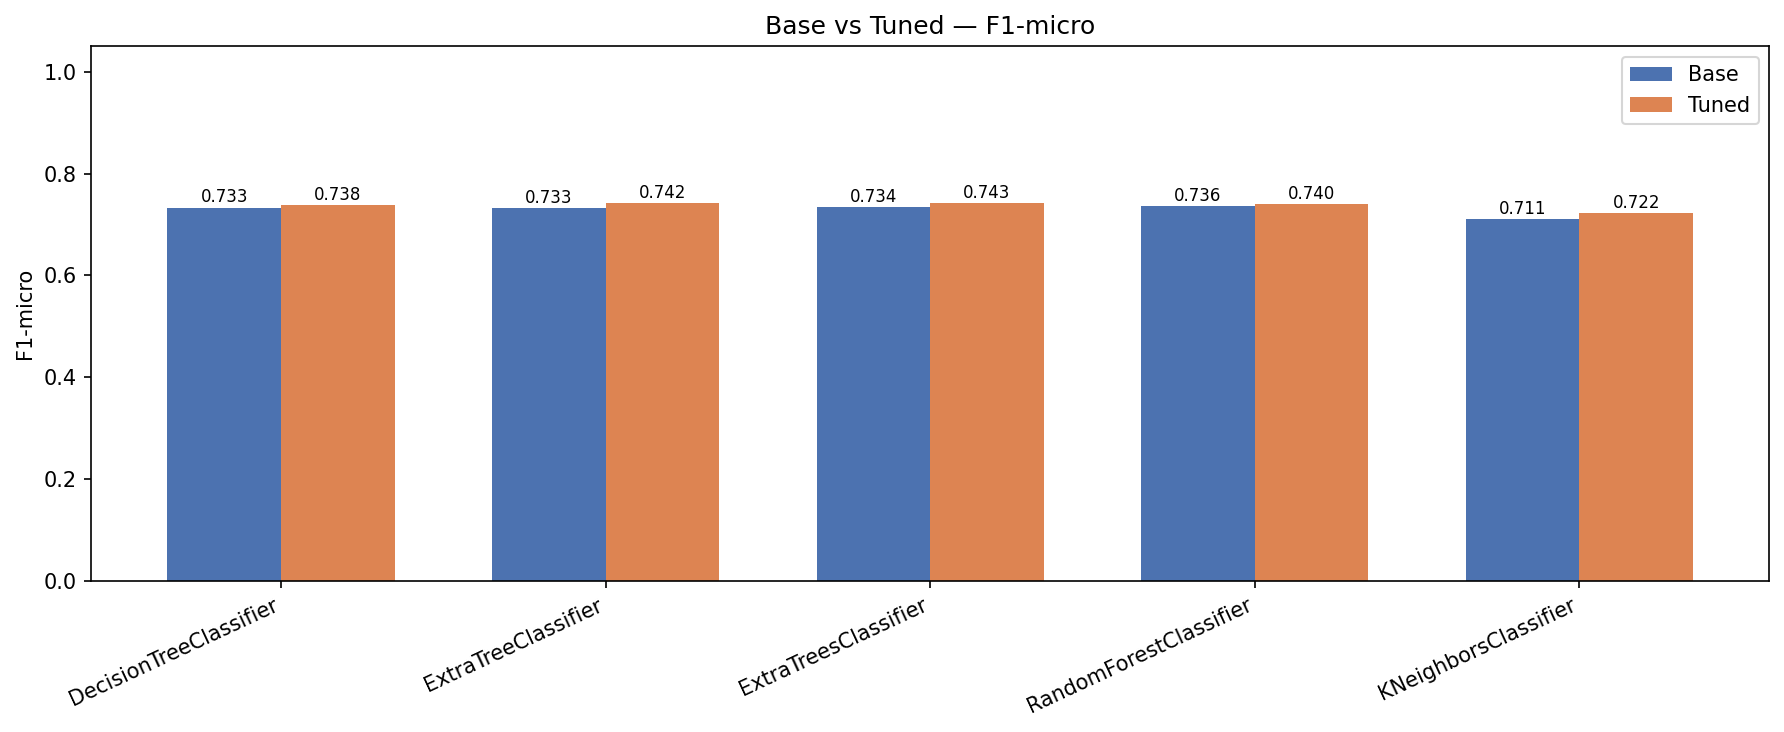 Base vs Tuned — F1-micro
Base
Tuned
F1-micro
1.0
0.8
0.6
0.4
0.2
0.0
0.733
0.738
0.733
0.742
0.734
0.743
0.736
0.740
0.711
0.722
DecisionTreeClassifier
ExtraTreeClassifier
ExtraTreesClassifier
RandomForestClassifier
KNeighborsClassifier